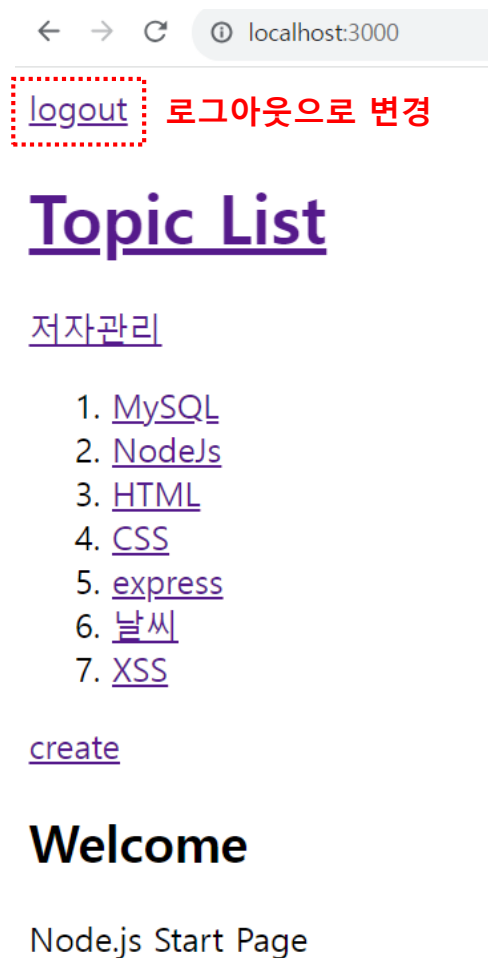 localhost:3000
logout 로그아웃으로 변경
Topic List
저자관리
1. MySQL
2. NodeJs
3. HTML
4. CSS
5. express
6. 날씨
7. XSS
create
Welcome
Node.js Start Page